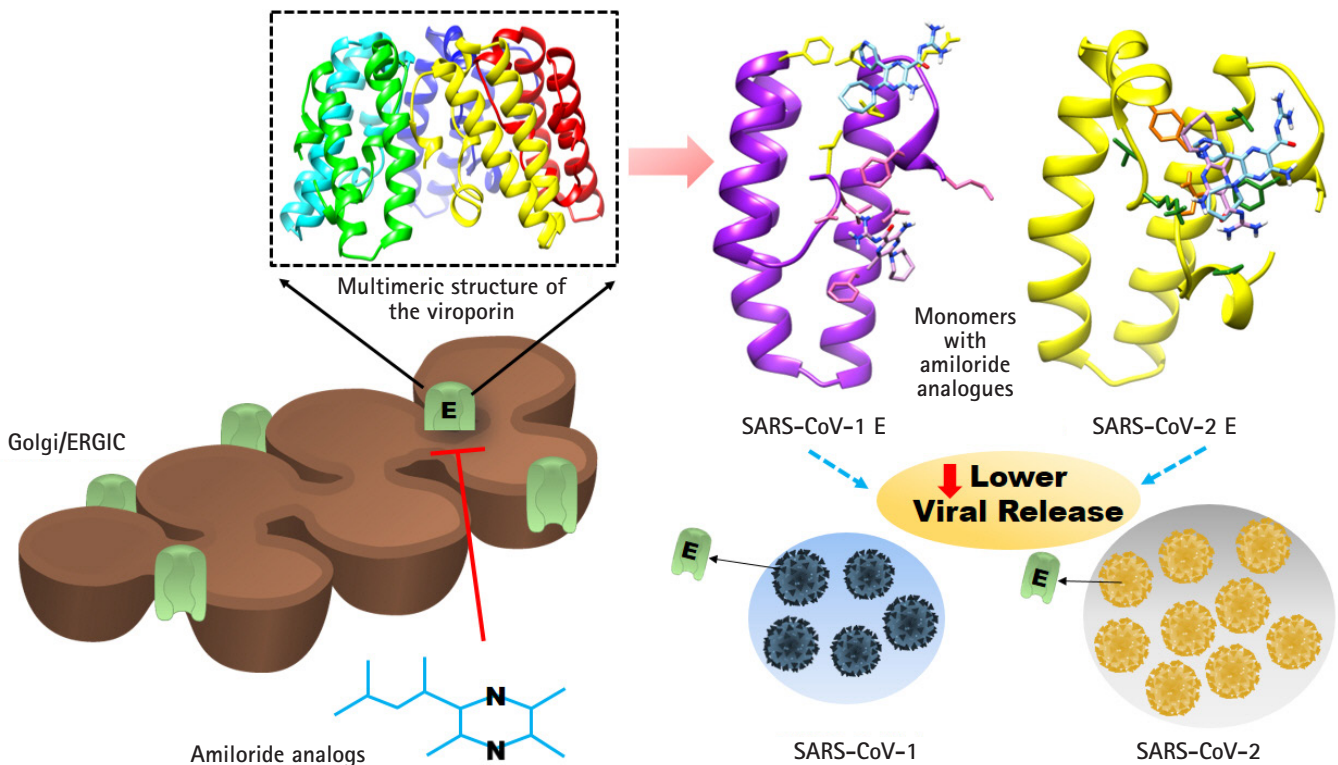 Multimeric structure of
the viroporin
Monomers
with
amiloride
analogues
E
SARS-CoV-1 E
SARS-CoV-2 E
Golgi/ERGIC
Lower
Viral Release
E
E
N
N
Amiloride analogs
SARS-CoV-1
SARS-CoV-2